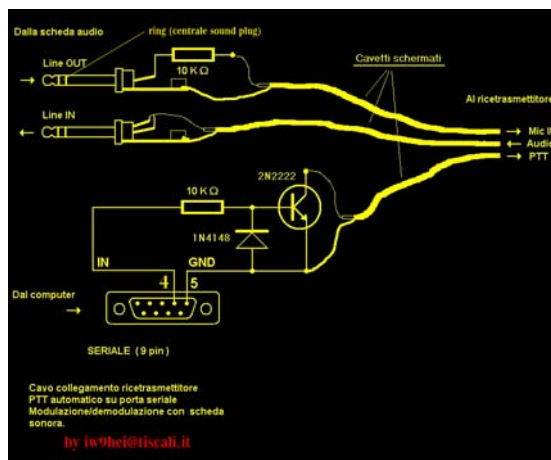 Dalla scheda audio
ring (centrale sound plug)
Line OUT
10 KΩ
Cavetti schermati
Al ricetrasmettitore
Line IN
Mic I
Audio
PTT
2N2222
10 KΩ
1N4148
IN
GND
4
5
Dal computer
SERIALE ( 9 pin )
Cavo collegamento ricetrasmettitore
PTT automatico su porta seriale
Modulazione/demodulazione con scheda
sonora.
by iw9hei@tiscali.it